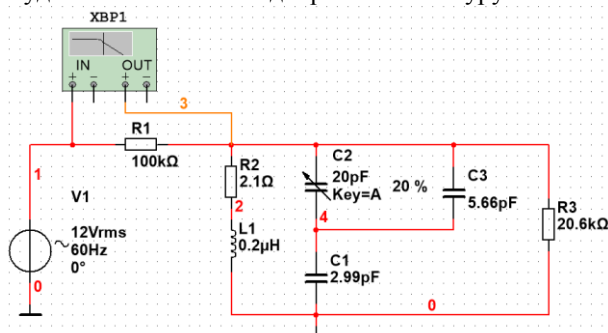 XBP1
IN OUT
+ − + −
3
R1
100kΩ
R2
2.1Ω
C2
20pF
Key=A
20 %
C3
5.66pF
R3
20.6kΩ
1
V1
2
4
L1
0.2µH
12Vrms
60Hz
0°
C1
2.99pF
0
0